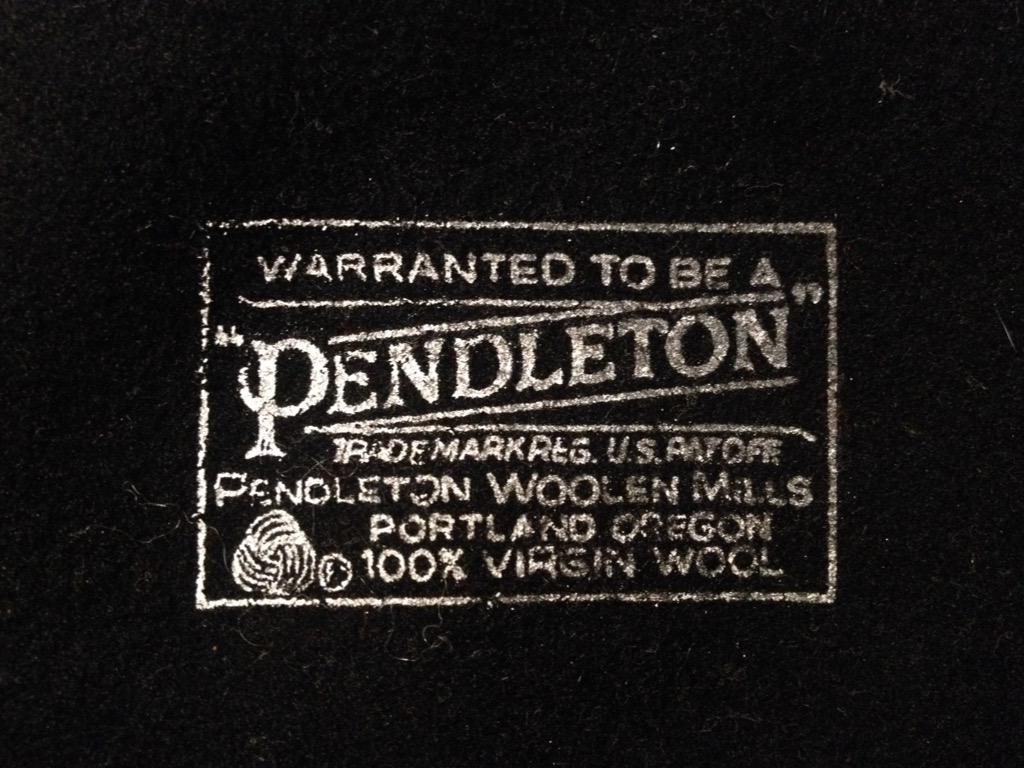 WARRANTED TO BE A
"PENDLETON"
TRADEMARK REG. U.S. PAT OFF.
PENDLETON WOOLEN MILLS
PORTLAND OREGON
100% VIRGIN WOOL